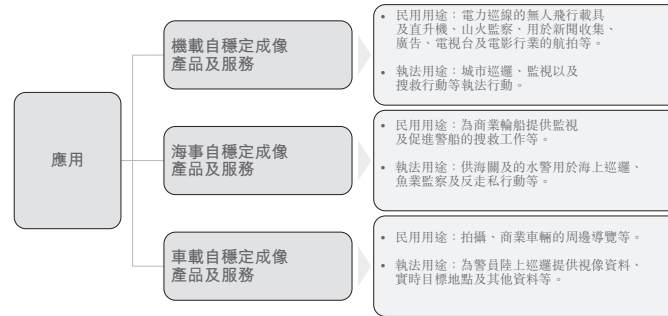 應用
機載自穩定成像
產品及服務
• 民用用途：電力巡線的無人飛行載具
及直升機、山火監察、用於新聞收集、
廣告、電視台及電影行業的航拍等。
• 執法用途：城市巡邏、監視以及
搜救行動等執法行動。
海事自穩定成像
產品及服務
• 民用用途：為商業輪船提供監視
及促進警船的搜救工作等。
• 執法用途：供海關及的水警用於海上巡邏、
魚業監察及反走私行動等。
車載自穩定成像
產品及服務
• 民用用途：拍攝、商業車輛的周邊導覽等。
• 執法用途：為警員陸上巡邏提供視像資料、
實時目標地點及其他資料等。